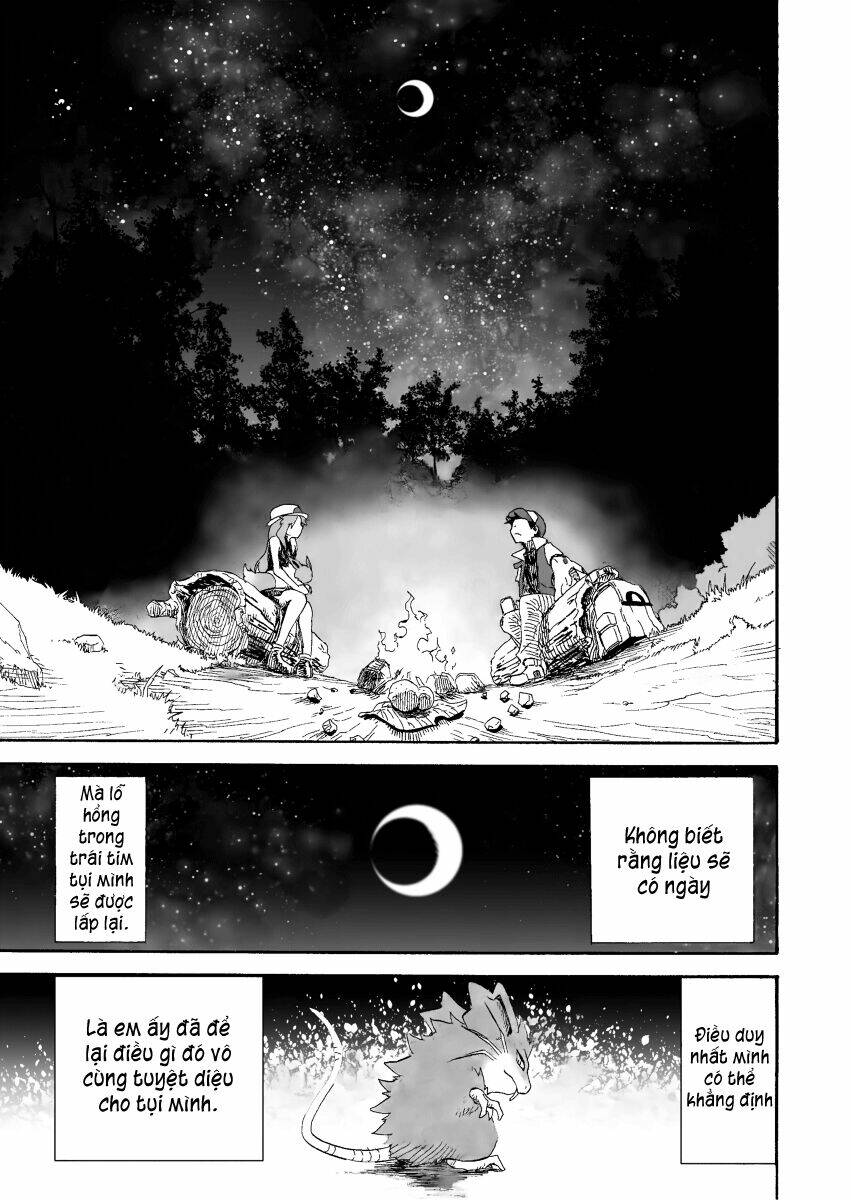 Không biết
rằng liệu sẽ
có ngày
Mà lỗ
hổng
trong
trái tim
tụi mình
sẽ được
lấp lại.
Điều duy
nhất mình
có thể
khẳng định
Là em ấy đã để
lại điều gì đó vô
cùng tuyệt diệu
cho tụi mình.